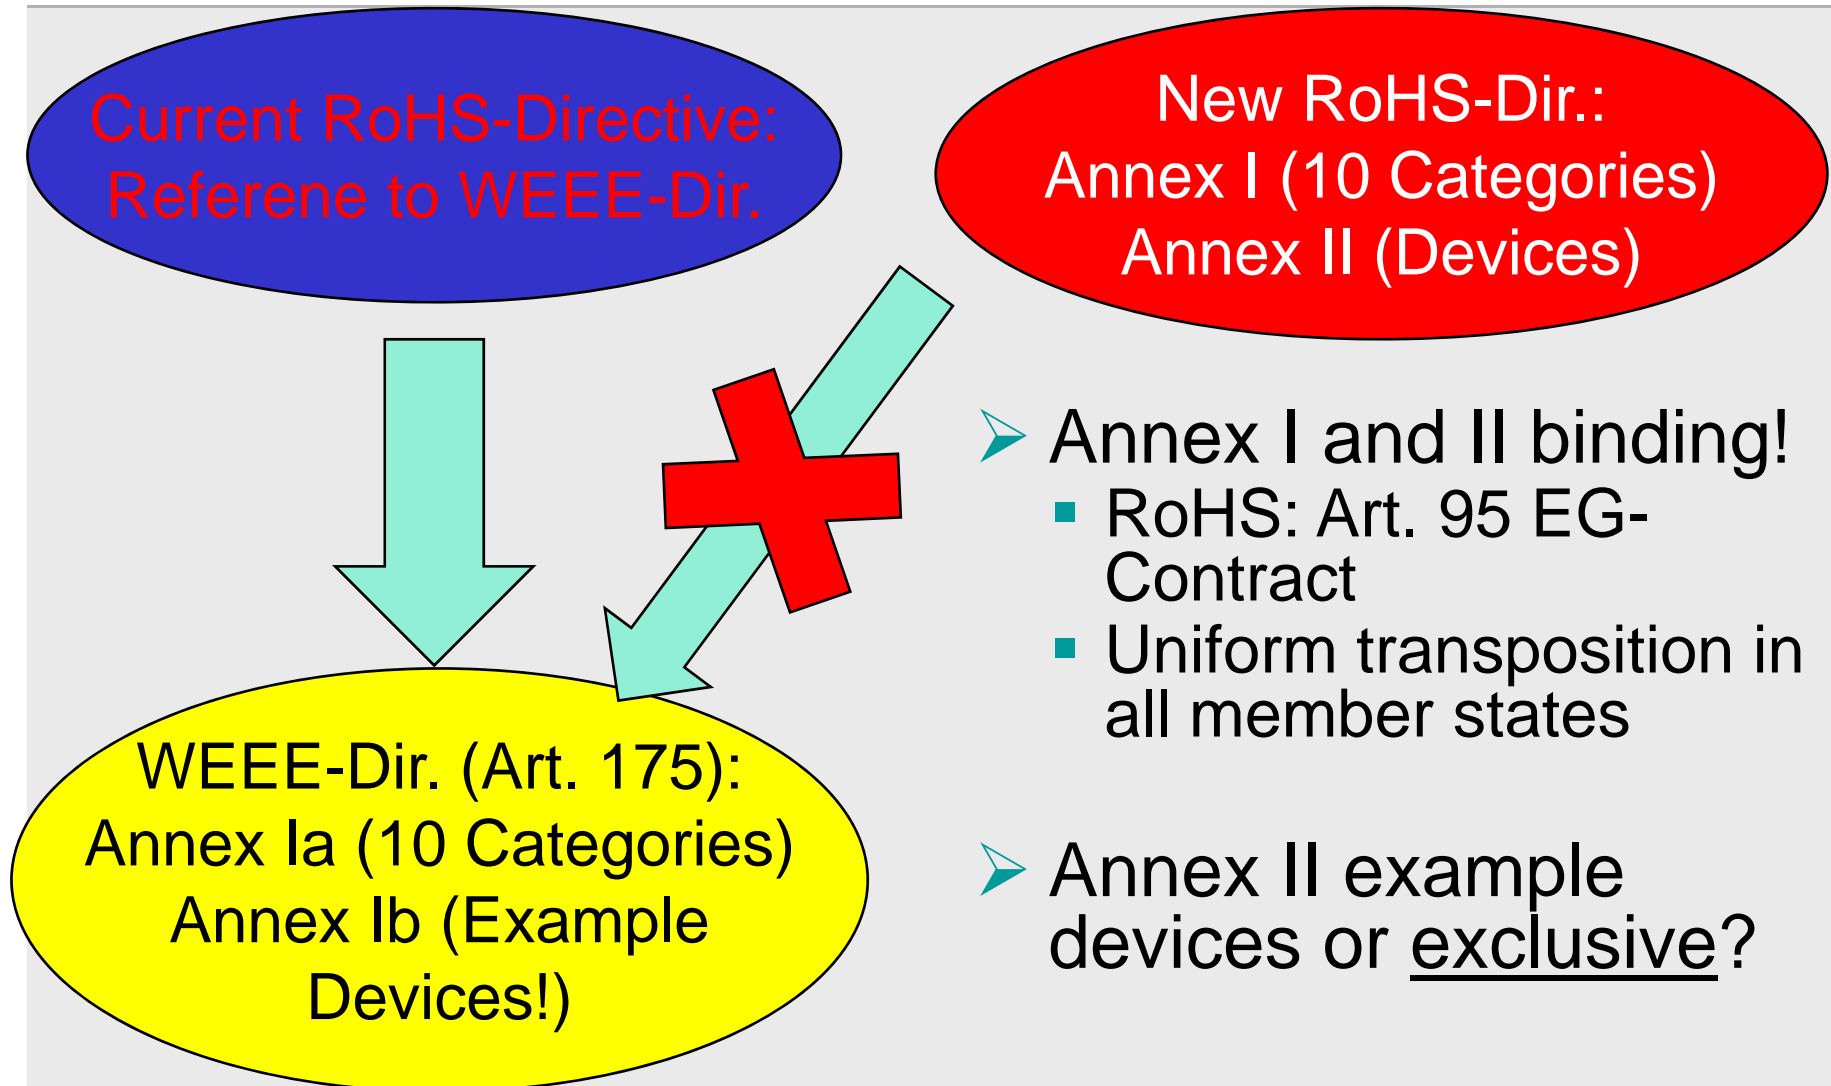 Current RoHS-Directive:
Referene to WEEE-Dir.
New RoHS-Dir.:
Annex I (10 Categories)
Annex II (Devices)
Annex I and II binding!
RoHS: Art. 95 EG-
Contract
Uniform transposition in
all member states
Annex II example
devices or exclusive?
WEEE-Dir. (Art. 175):
Annex Ia (10 Categories)
Annex Ib (Example
Devices!)